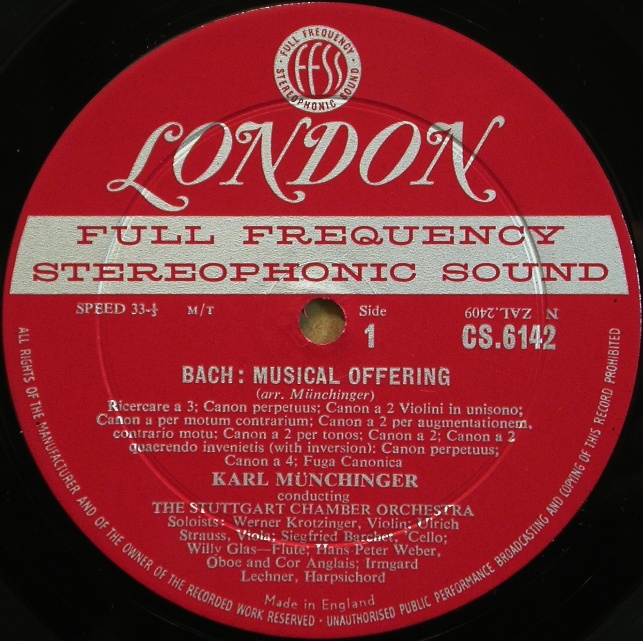 FULL FREQUENCY
FFSS
STEREOPHONIC SOUND
LONDON
FULL FREQUENCY
STEREOPHONIC SOUND
SPEED 33-⅓ M/T Side ZAL.2409 N
1 CS.6142
BACH: MUSICAL OFFERING
(arr. Münchinger)
Ricercare a 3; Canon perpetuus; Canon a 2 Violini in unisono;
Canon a per motum contrarium; Canon a 2 per augmentationem,
contrario motu; Canon a 2 per tonos; Canon a 2; Canon a 2
quaerendo invenietis (with inversion): Canon perpetuus;
Canon a 4; Fuga Canonica
KARL MÜNCHINGER
conducting
THE STUTTGART CHAMBER ORCHESTRA
Soloists: Werner Krotzinger, Violin; Ulrich
Strauss, Viola; Siegfried Barchet, 'Cello;
Willy Glas—Flute; Hans-Peter Weber,
Oboe and Cor Anglais; Irmgard
Lechner, Harpsichord
Made in England
ALL RIGHTS OF THE MANUFACTURER AND OF THE OWNER OF THE RECORDED WORK RESERVED · UNAUTHORISED PUBLIC PERFORMANCE BROADCASTING AND COPYING OF THIS RECORD PROHIBITED